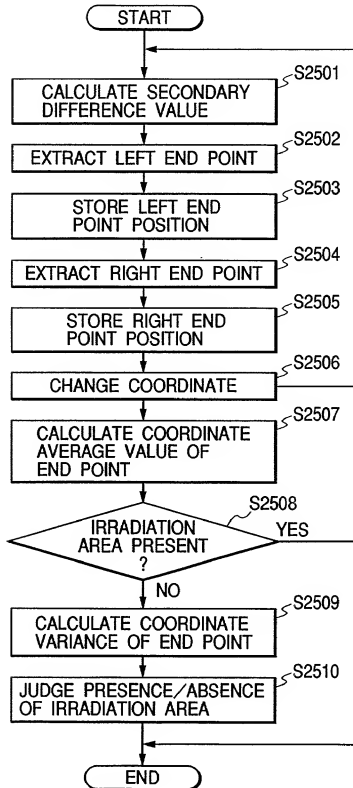 START
S2501
CALCULATE SECONDARY
DIFFERENCE VALUE
S2502
EXTRACT LEFT END POINT
S2503
STORE LEFT END
POINT POSITION
S2504
EXTRACT RIGHT END POINT
S2505
STORE RIGHT END
POINT POSITION
S2506
CHANGE COORDINATE
S2507
CALCULATE COORDINATE
AVERAGE VALUE OF
END POINT
S2508
IRRADIATION
AREA PRESENT
?
YES
NO
S2509
CALCULATE COORDINATE
VARIANCE OF END POINT
S2510
JUDGE PRESENCE/ABSENCE
OF IRRADIATION AREA
END